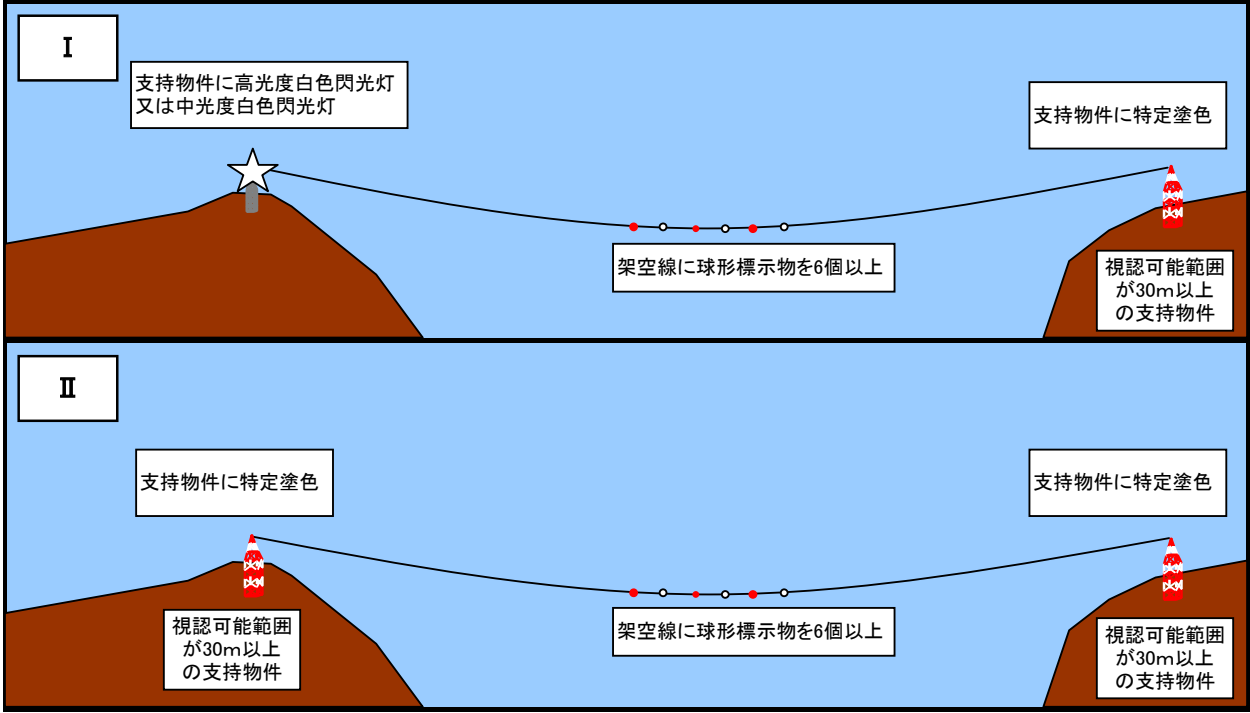 Ⅰ
支持物件に高光度白色閃光灯
又は中光度白色閃光灯
支持物件に特定塗色
架空線に球形標示物を6個以上
視認可能範囲
が30m以上
の支持物件
Ⅱ
支持物件に特定塗色
支持物件に特定塗色
架空線に球形標示物を6個以上
視認可能範囲
が30m以上
の支持物件
視認可能範囲
が30m以上
の支持物件